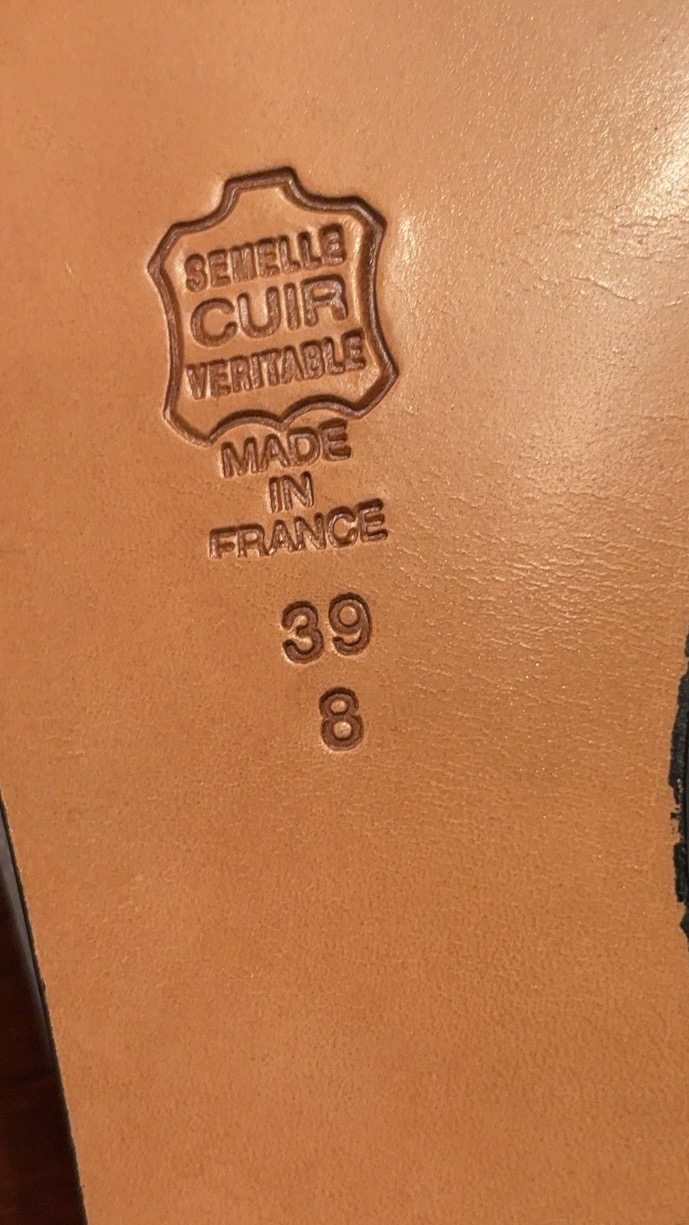 SEMELLE
CUIR
VERITABLE
MADE
IN
FRANCE
39
8